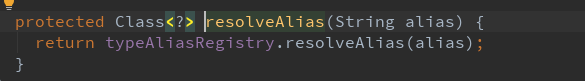 protected Class<?> resolveAlias(String alias) {
return typeAliasRegistry.resolveAlias(alias);
}